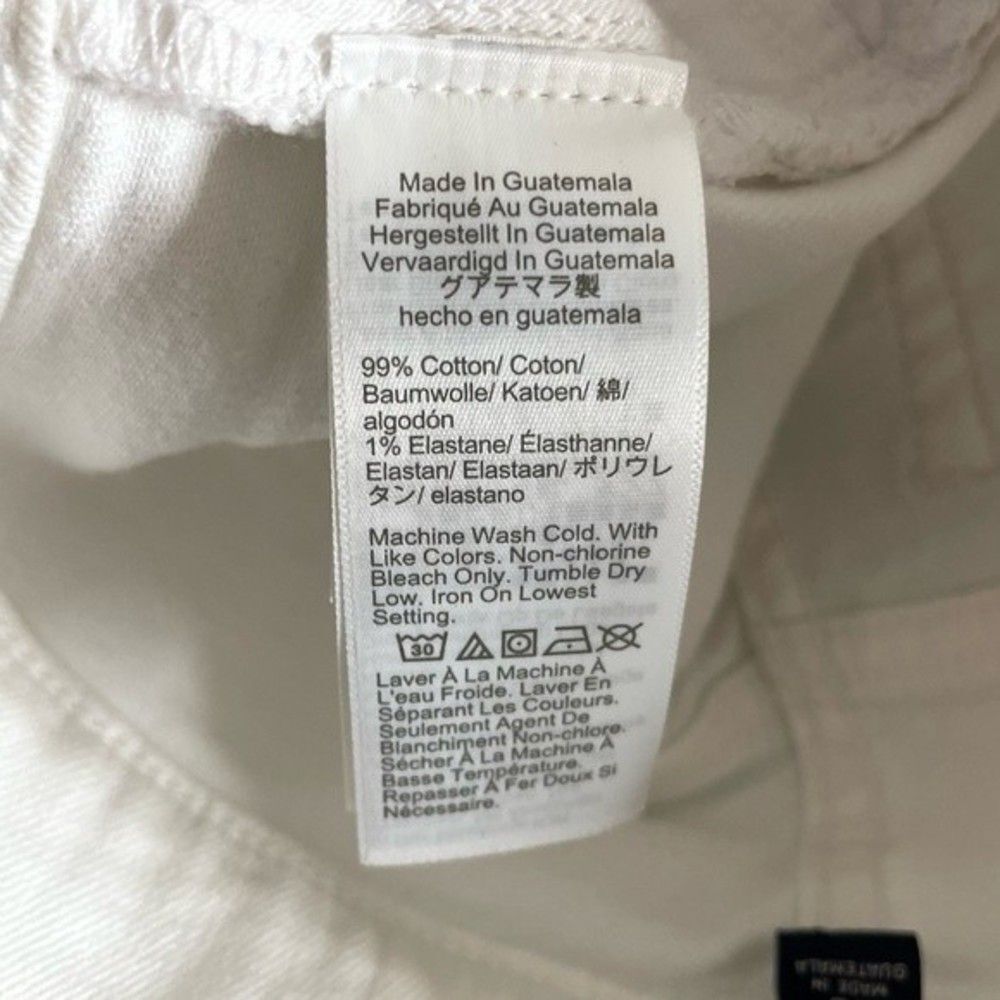 Made In Guatemala
Fabriqué Au Guatemala
Hergestellt In Guatemala
Vervaardigd In Guatemala
グアテマラ製
hecho en guatemala
99% Cotton/ Coton/
Baumwolle/ Katoen/ 綿/
algodón
1% Elastane/ Élasthanne/
Elastan/ Elastaan/ ポリウレ
タン/ elastano
Machine Wash Cold. With
Like Colors. Non-chlorine
Bleach Only. Tumble Dry
Low. Iron On Lowest
Setting.
30
Laver À La Machine À
L'eau Froide. Laver En
Séparant Les Couleurs.
Seulement Agent De
Blanchiment Non-chlore.
Sécher À La Machine À
Basse Température.
Repasser À Fer Doux Si
Nécessaire.
MADE IN
GUATEMALA